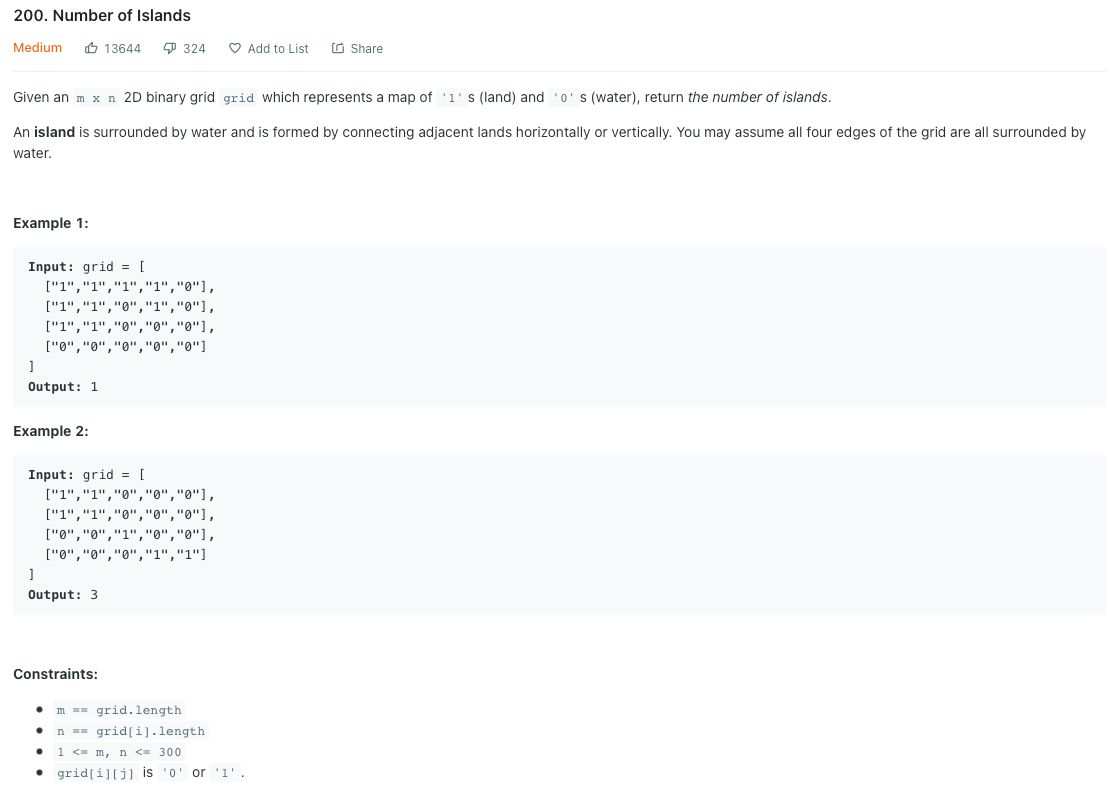 200. Number of Islands
Medium 13644 324 Add to List Share
Given an m x n 2D binary grid grid which represents a map of '1' s (land) and '0' s (water), return the number of islands.
An island is surrounded by water and is formed by connecting adjacent lands horizontally or vertically. You may assume all four edges of the grid are all surrounded by
water.
Example 1:
Input: grid = [
["1","1","1","1","0"],
["1","1","0","1","0"],
["1","1","0","0","0"],
["0","0","0","0","0"]
]
Output: 1
Example 2:
Input: grid = [
["1","1","0","0","0"],
["1","1","0","0","0"],
["0","0","1","0","0"],
["0","0","0","1","1"]
]
Output: 3
Constraints:
• m == grid.length
• n == grid[i].length
• 1 <= m, n <= 300
• grid[i][j] is '0' or '1'.